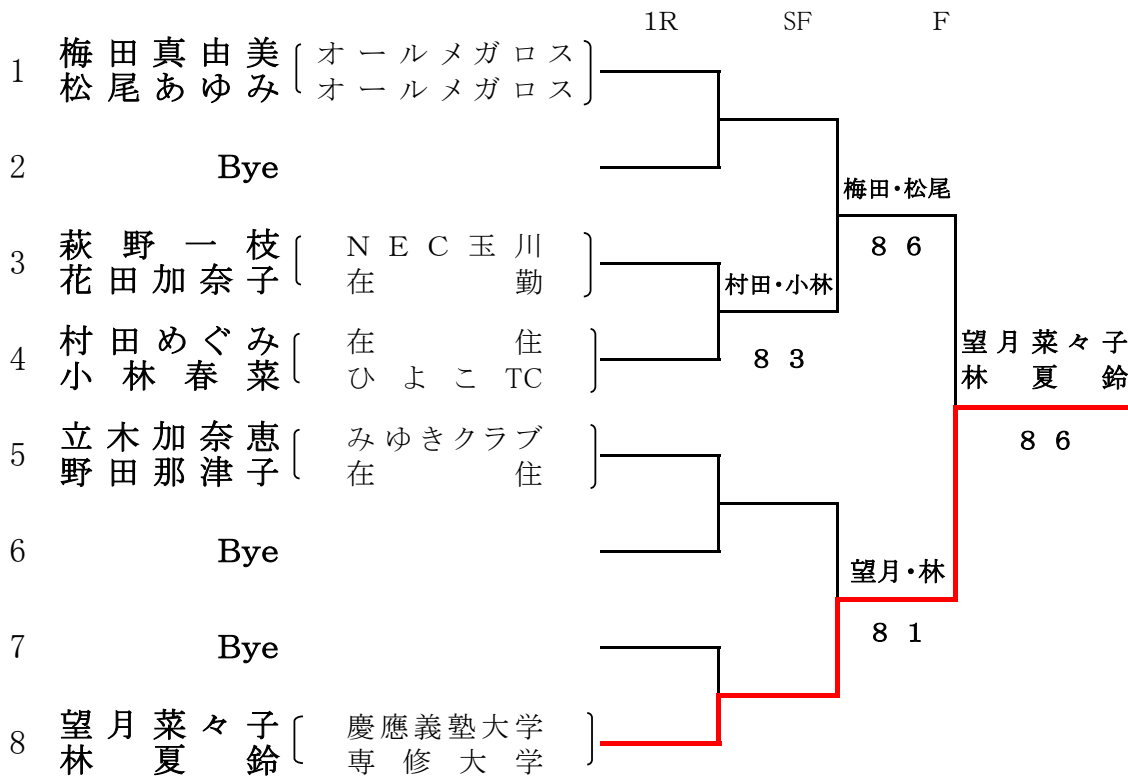 1R SF F
1 梅田真由美 オールメガロス
松尾あゆみ オールメガロス
2 Bye
梅田・松尾
8 6
3 萩野一枝 NEC玉川
花田加奈子 在勤
村田・小林
8 3
4 村田めぐみ 在住
小林春菜 ひよこTC
望月菜々子
林夏鈴
8 6
5 立木加奈恵 みゆきクラブ
野田那津子 在住
6 Bye
望月・林
8 1
7 Bye
8 望月菜々子 慶應義塾大学
林夏鈴 専修大学